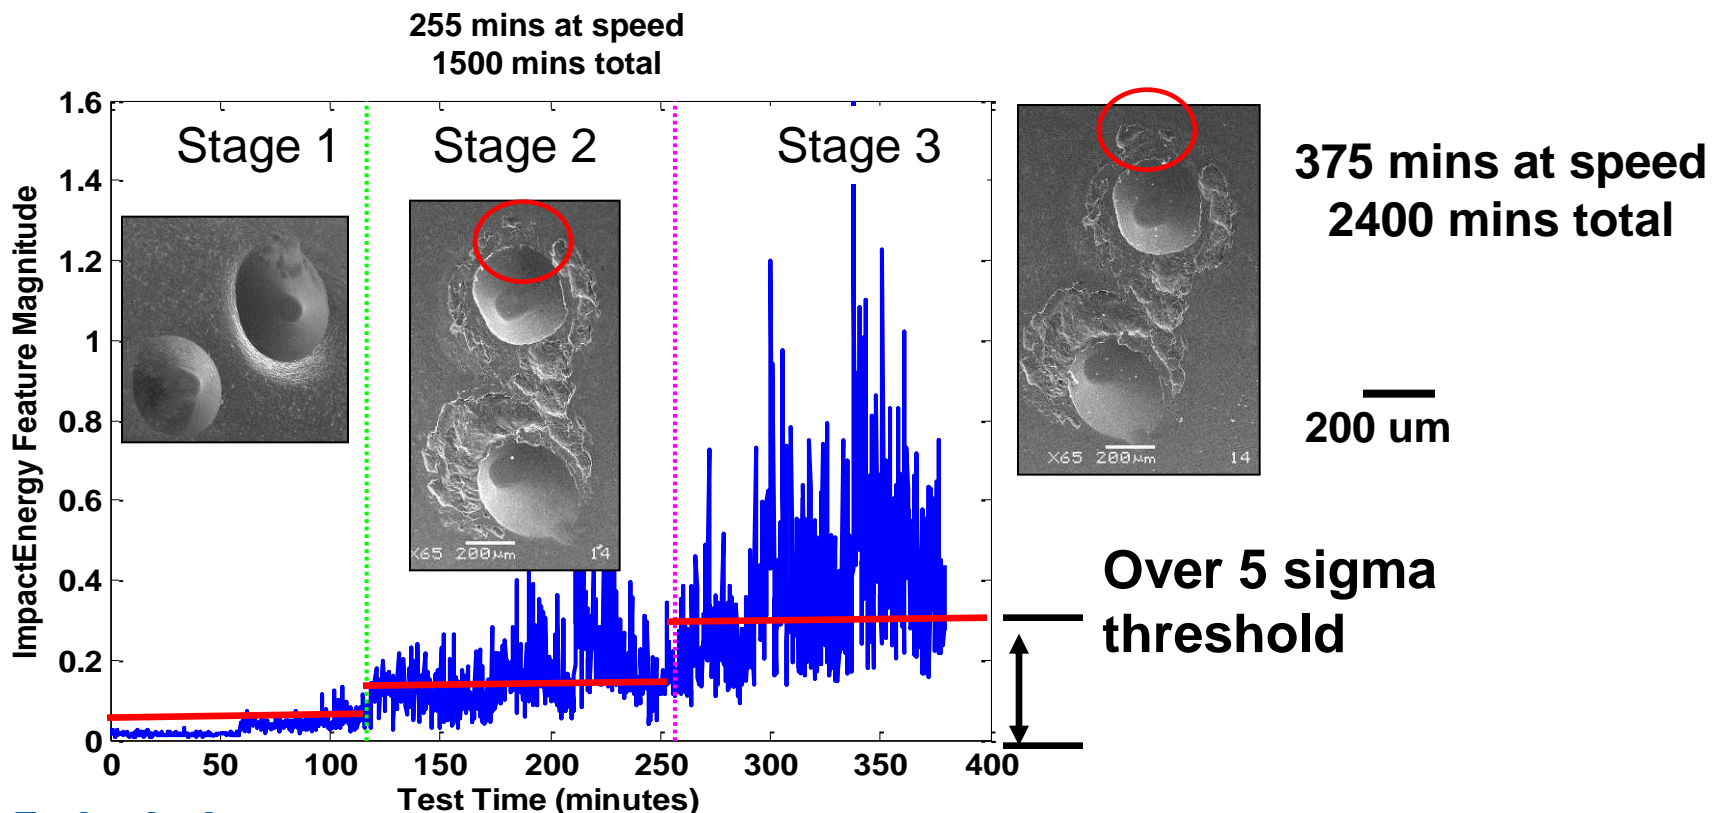 255 mins at speed
1500 mins total
1.6
1.4
1.2
1
0.8
0.6
0.4
0.2
0
ImpactEnergy Feature Magnitude
Stage 1
Stage 2
Stage 3
X65 200µm 14
X65 200µm 14
375 mins at speed
2400 mins total
200 um
Over 5 sigma
threshold
0 50 100 150 200 250 300 350 400
Test Time (minutes)